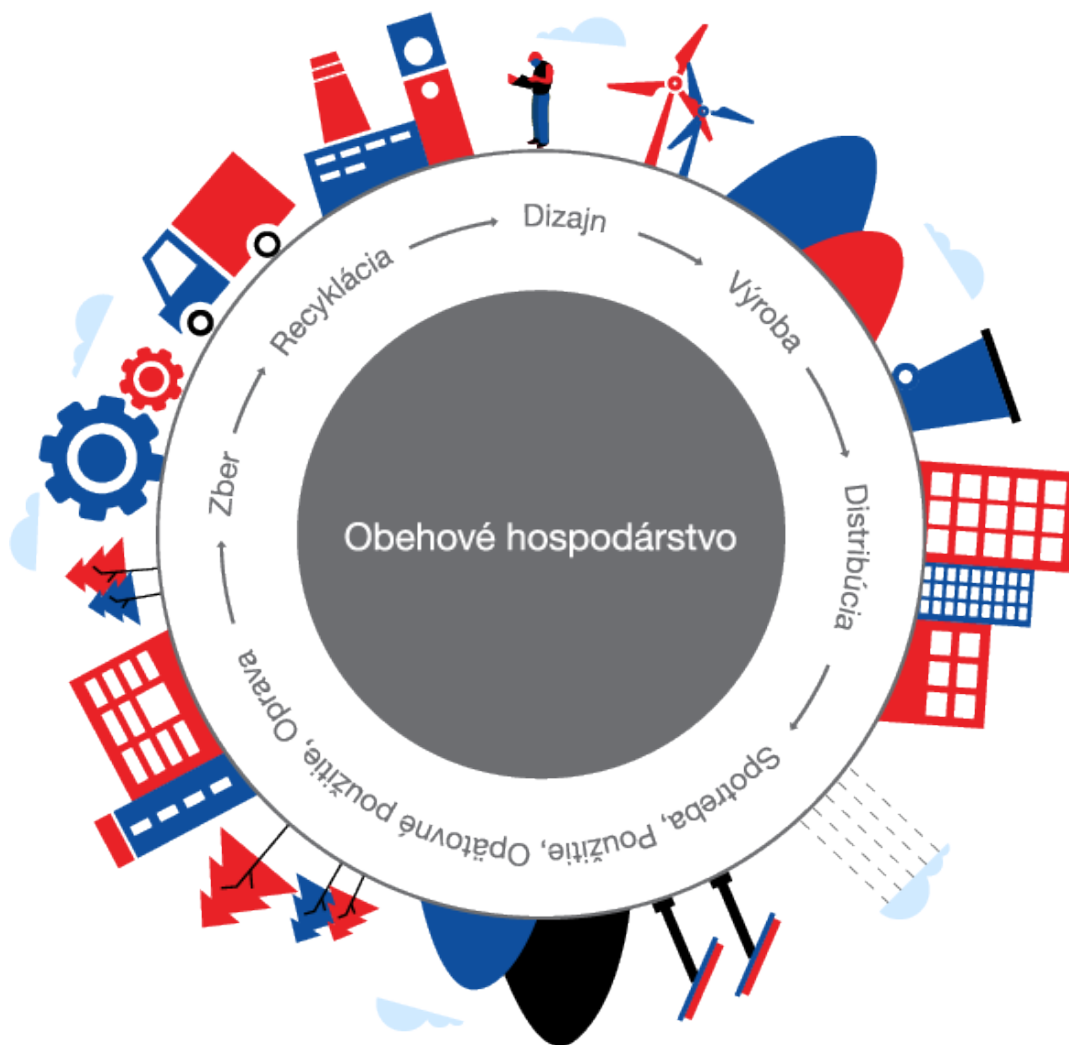 Dizajn
Výroba
Distribúcia
Spotreba, Použitie, Opätovné použitie, Oprava
Zber
Recyklácia
Obehové hospodárstvo